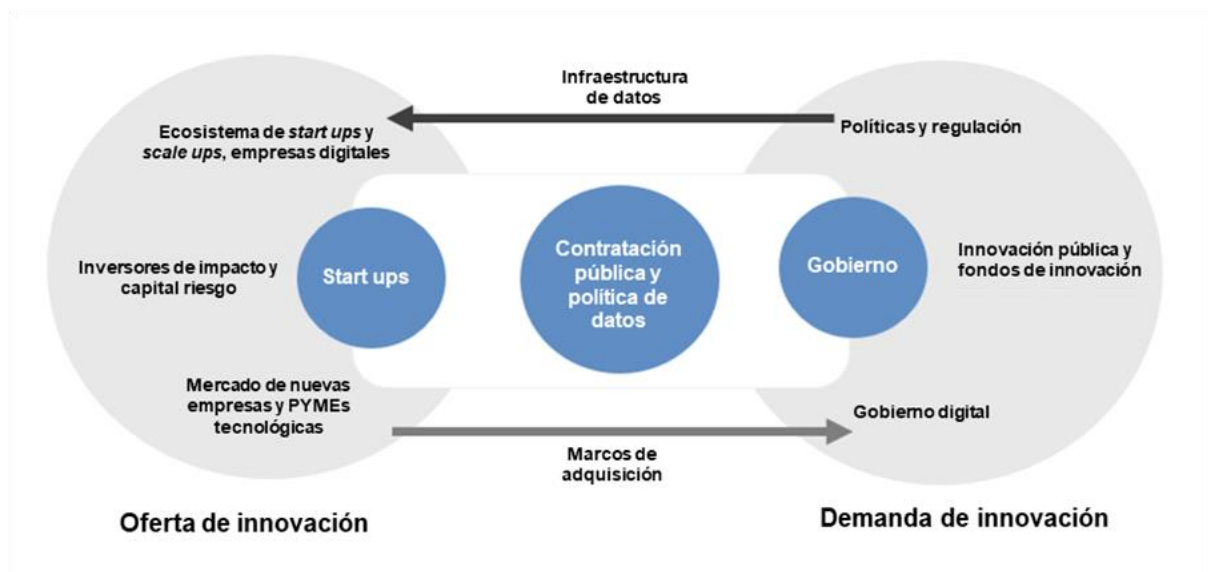 Infraestructura
de datos
Ecosistema de start ups y
scale ups, empresas digitales
Políticas y regulación
Inversores de impacto y
capital riesgo
Start ups
Contratación
pública y
política de
datos
Gobierno
Innovación pública y
fondos de innovación
Mercado de nuevas
empresas y PYMEs
tecnológicas
Gobierno digital
Marcos de
adquisición
Oferta de innovación
Demanda de innovación